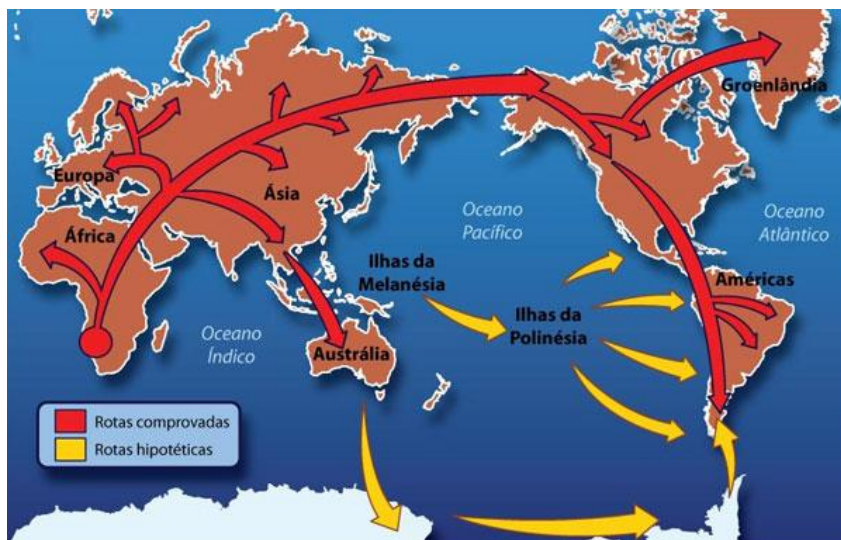 Groenlândia
Europa
Ásia
África
Oceano
Pacífico
Oceano
Atlântico
Ilhas da
Melanésia
Américas
Ilhas da
Polinésia
Oceano
Índico
Austrália
Rotas comprovadas
Rotas hipotéticas